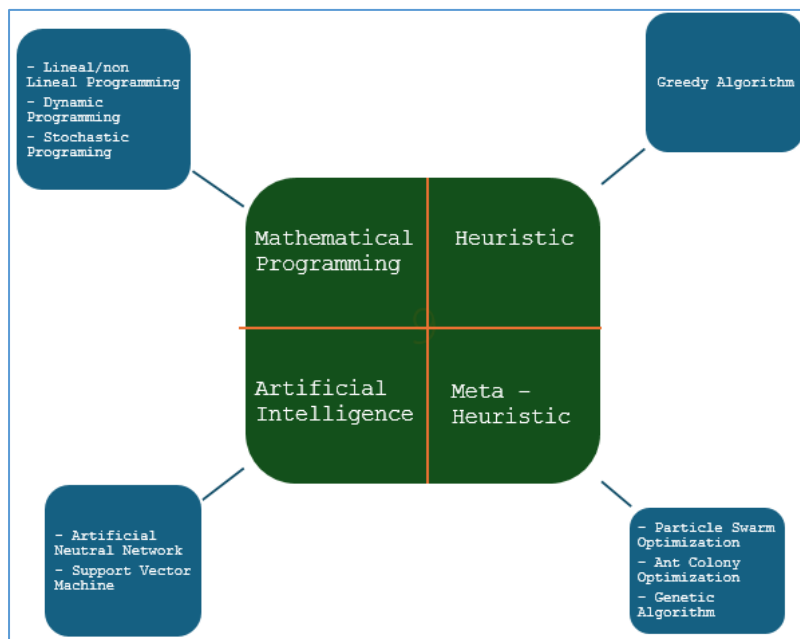 - Lineal/non
Lineal Programming
- Dynamic
Programming
- Stochastic
Programing
Greedy Algorithm
Mathematical
Programming
Heuristic
Artificial
Intelligence
Meta -
Heuristic
- Artificial
Neutral Network
- Support Vector
Machine
- Particle Swarm
Optimization
- Ant Colony
Optimization
- Genetic
Algorithm